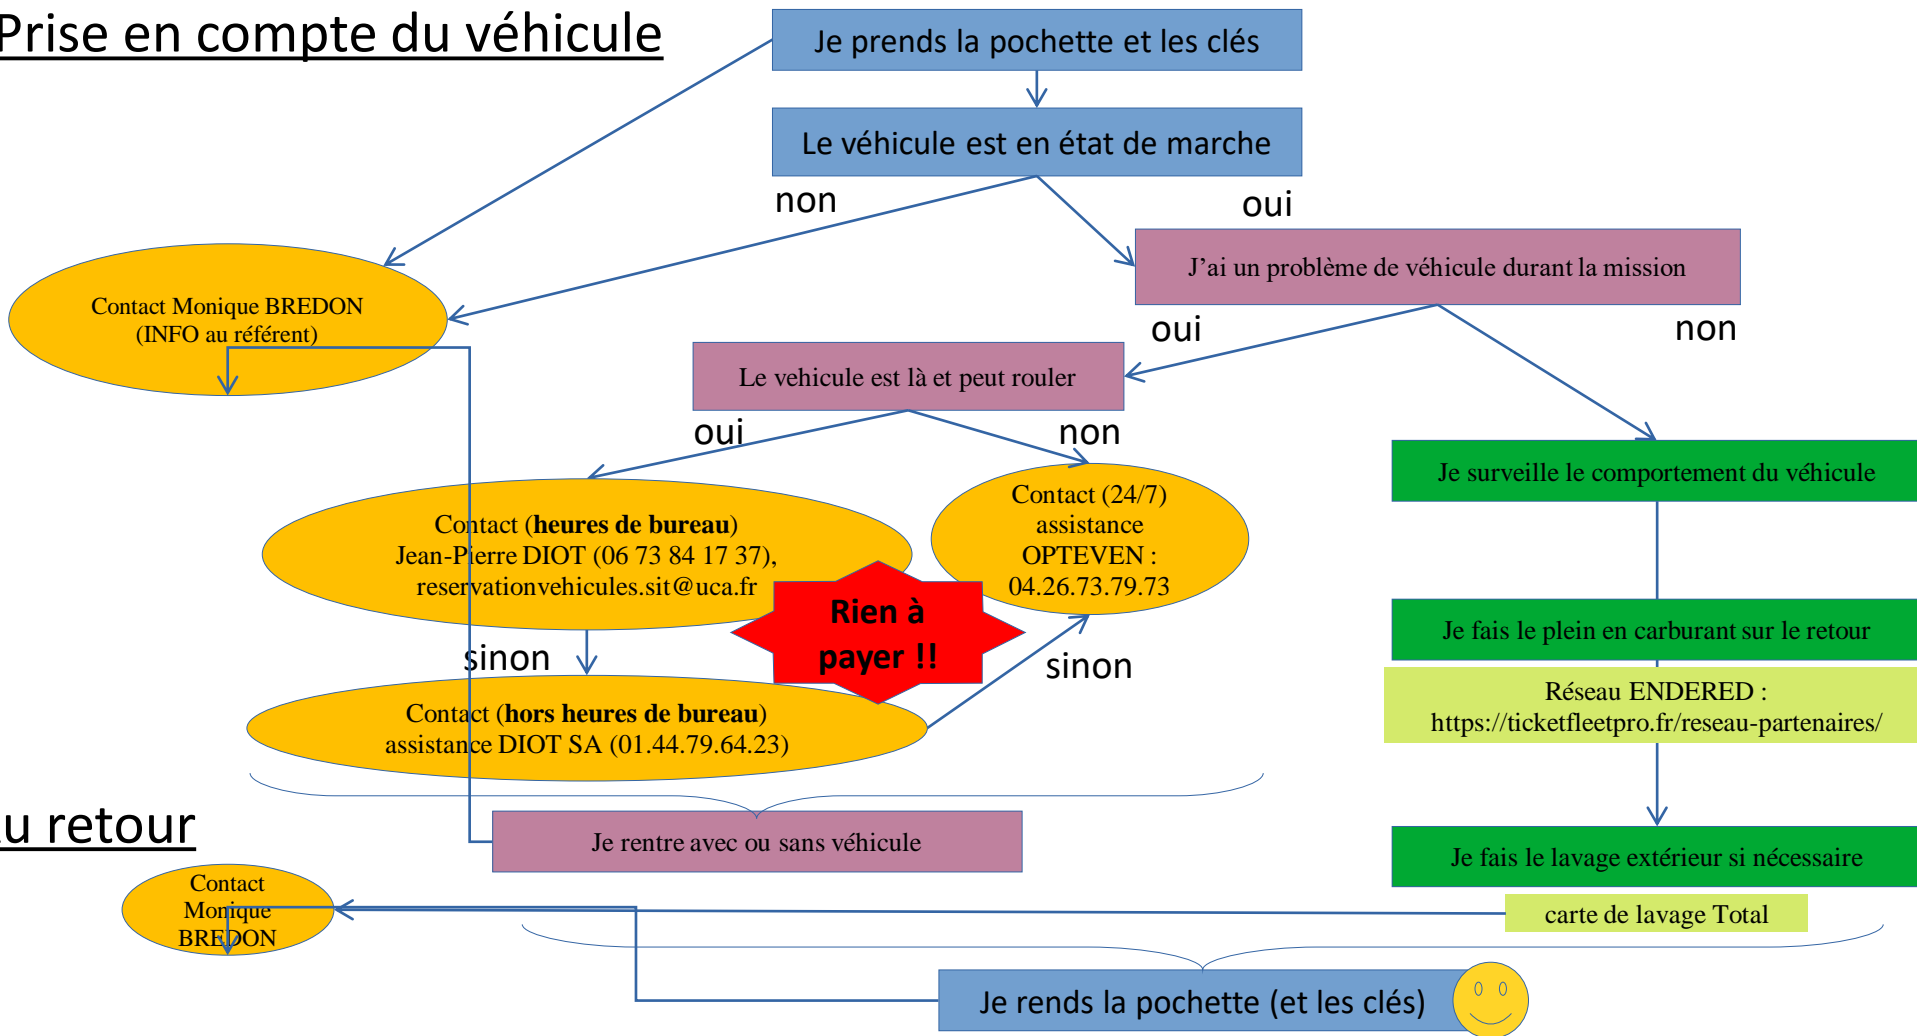 Prise en compte du véhicule
Je prends la pochette et les clés
Le véhicule est en état de marche
non
oui
J’ai un problème de véhicule durant la mission
Contact Monique BREDON
(INFO au référent)
oui
non
Le vehicule est là et peut rouler
oui
non
Je surveille le comportement du véhicule
Contact (heures de bureau)
Jean-Pierre DIOT (06 73 84 17 37),
reservationvehicules.sit@uca.fr
Contact (24/7)
assistance
OPTEVEN :
04.26.73.79.73
Rien à
payer !!
Je fais le plein en carburant sur le retour
sinon
sinon
Réseau ENDERED :
https://ticketfleetpro.fr/reseau-partenaires/
Contact (hors heures de bureau)
assistance DIOT SA (01.44.79.64.23)
u retour
Je rentre avec ou sans véhicule
Je fais le lavage extérieur si nécessaire
Contact
Monique
BREDON
carte de lavage Total
Je rends la pochette (et les clés)